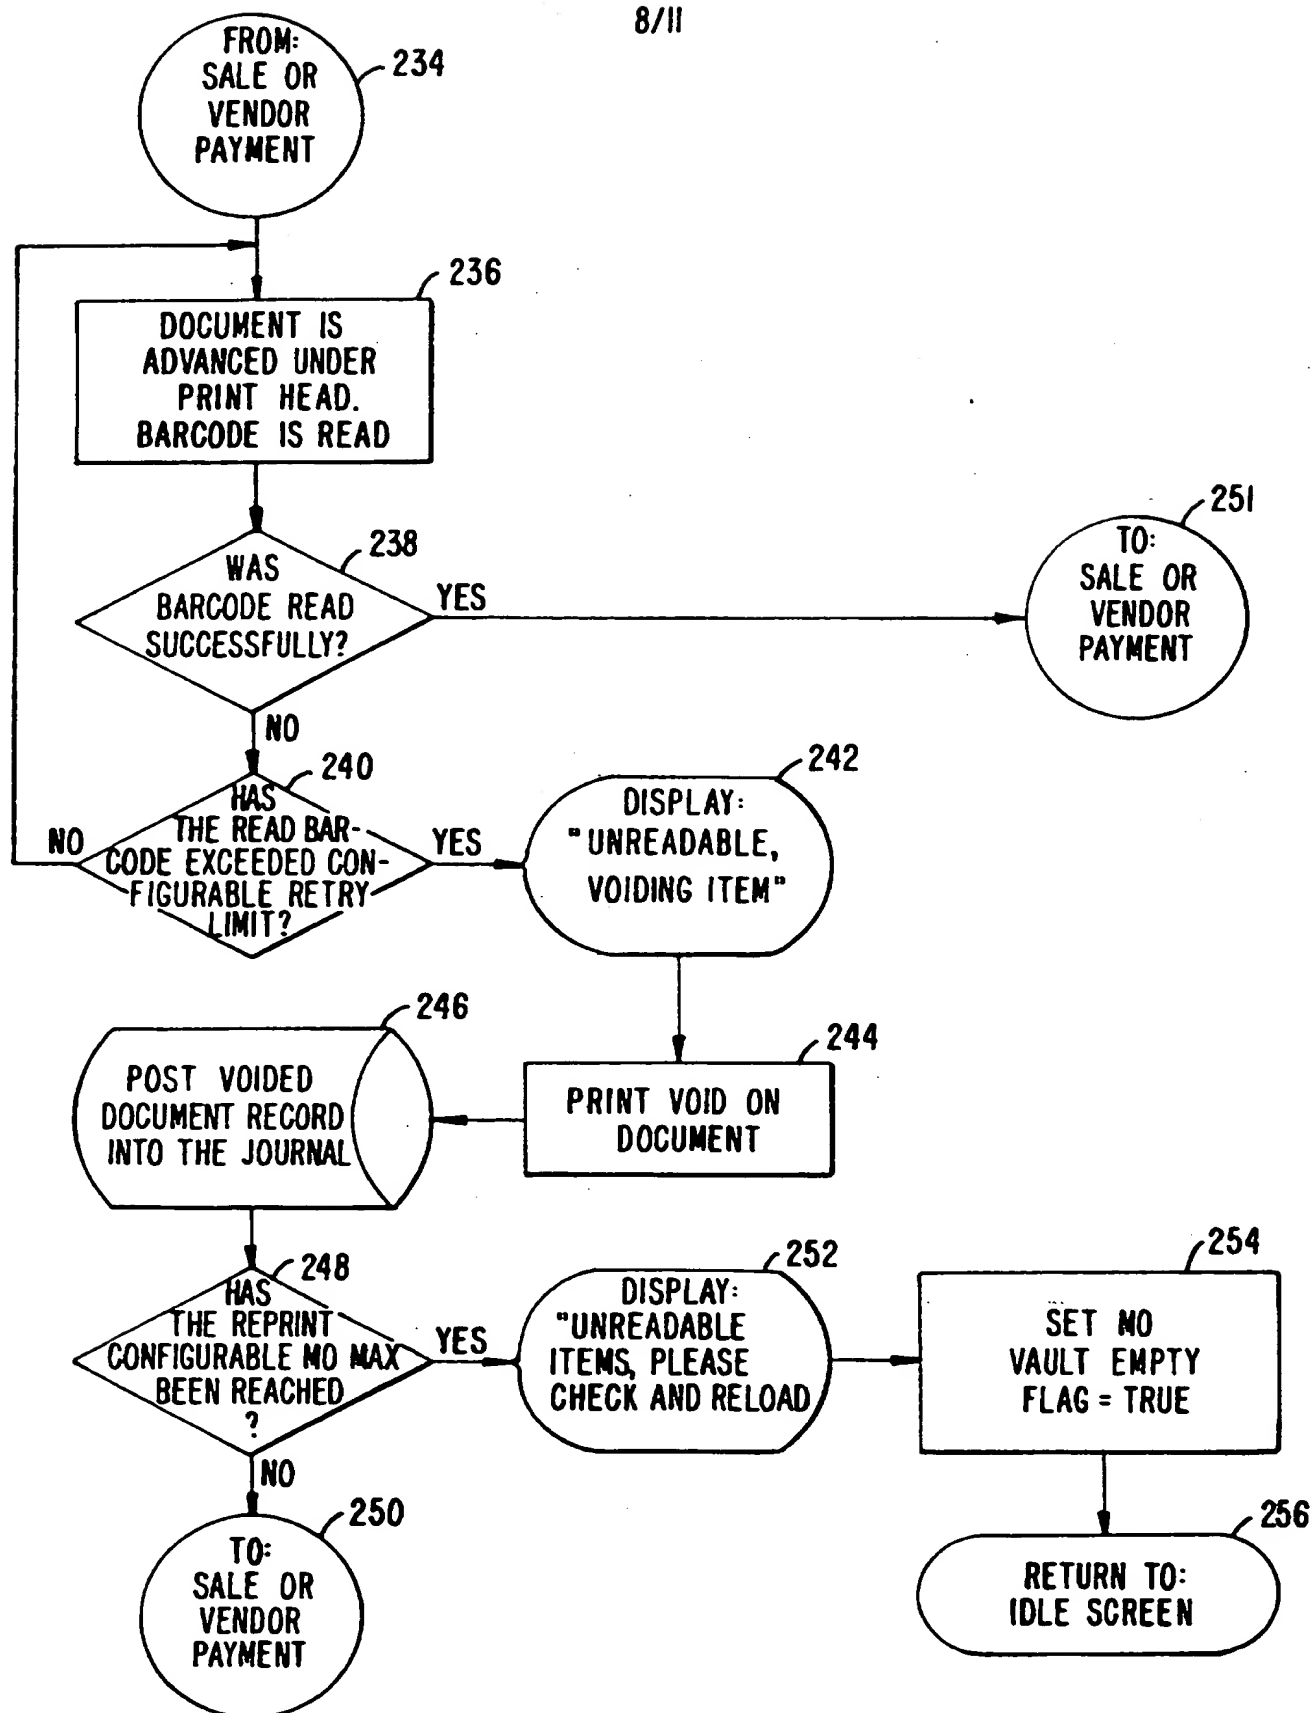 8/11
FROM:
SALE OR
VENDOR
PAYMENT
234
236
DOCUMENT IS
ADVANCED UNDER
PRINT HEAD.
BARCODE IS READ
238
WAS
BARCODE READ
SUCCESSFULLY?
YES
251
TO:
SALE OR
VENDOR
PAYMENT
NO
240
HAS
THE READ BAR-
CODE EXCEEDED CON-
FIGURABLE RETRY
LIMIT?
NO
YES
242
DISPLAY:
"UNREADABLE,
VOIDING ITEM"
244
PRINT VOID ON
DOCUMENT
246
POST VOIDED
DOCUMENT RECORD
INTO THE JOURNAL
248
HAS
THE REPRINT
CONFIGURABLE MO MAX
BEEN REACHED
?
YES
252
DISPLAY:
"UNREADABLE
ITEMS, PLEASE
CHECK AND RELOAD
254
SET MO
VAULT EMPTY
FLAG = TRUE
NO
250
TO:
SALE OR
VENDOR
PAYMENT
256
RETURN TO:
IDLE SCREEN